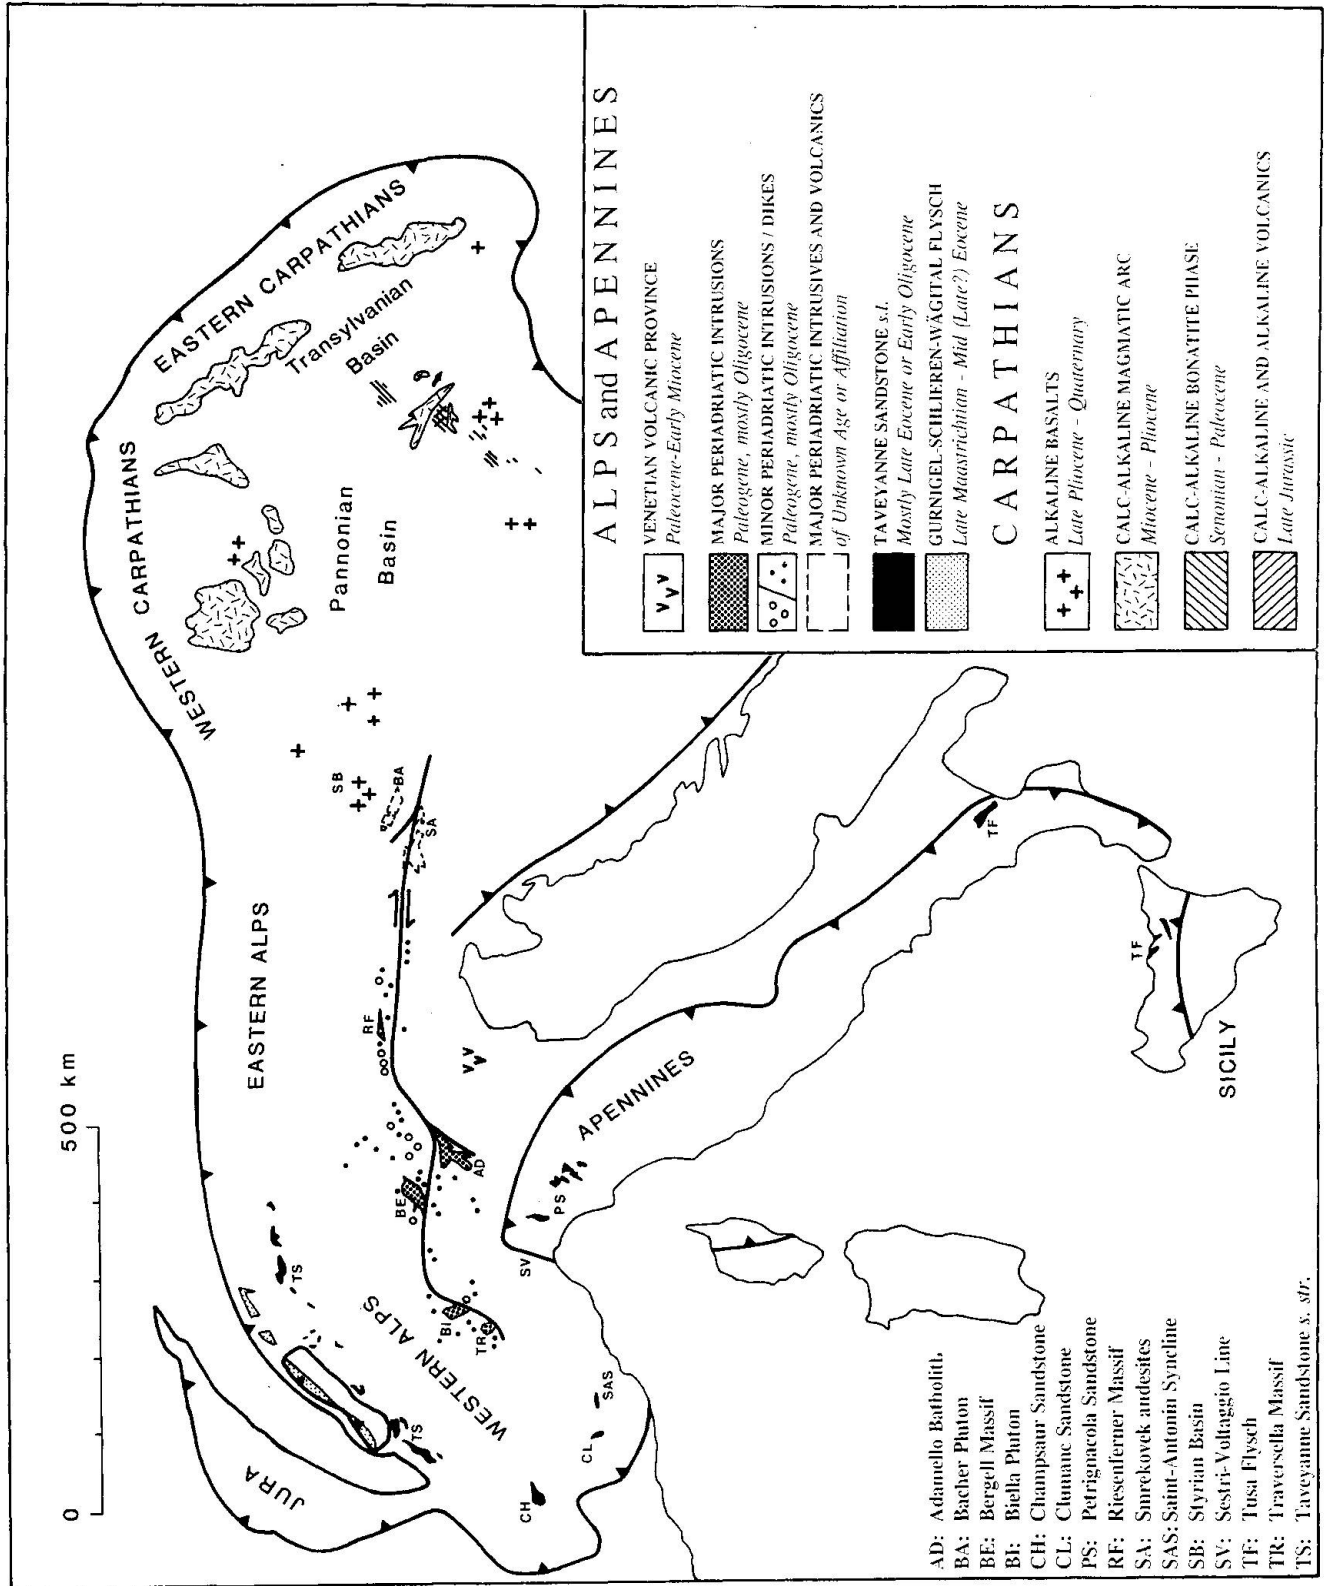 0 500 km
JURA
WESTERN ALPS
EASTERN ALPS
WESTERN CARPATHIANS
EASTERN CARPATHIANS
Transylvanian
Basin
Pannonian
Basin
APENNINES
SICILY
TS
TS
CH
CL
SAS
BI
TR
BE
AD
RF
SV
PS
SB
BA
SA
TF
TF
ALPS and APENNINES
VENETIAN VOLCANIC PROVINCE
Paleocene-Early Miocene
MAJOR PERIADRIATIC INTRUSIONS
Paleogene, mostly Oligocene
MINOR PERIADRIATIC INTRUSIONS / DIKES
Paleogene, mostly Oligocene
MAJOR PERIADRIATIC INTRUSIVES AND VOLCANICS
of Unknown Age or Affiliation
TAVEYANNE SANDSTONE s.l.
Mostly Late Eocene or Early Oligocene
GURNIGEL-SCHLIEREN-WÄGITAL FLYSCH
Late Maastrichtian - Mid (Late?) Eocene
CARPATHIANS
ALKALINE BASALTS
Late Pliocene - Quaternary
CALC-ALKALINE MAGMATIC ARC
Miocene - Pliocene
CALC-ALKALINE BONATITE PHASE
Senonian - Paleocene
CALC-ALKALINE AND ALKALINE VOLCANICS
Late Jurassic
AD: Adamello Batholith
BA: Bacher Pluton
BE: Bergell Massif
BI: Biella Pluton
CH: Champsaur Sandstone
CL: Clumanc Sandstone
PS: Petrignacola Sandstone
RF: Riesenferner Massif
SA: Smrekovek andesites
SAS: Saint-Antonin Syncline
SB: Styrian Basin
SV: Sestri-Voltaggio Line
TF: Tusa Flysch
TR: Traversella Massif
TS: Taveyanne Sandstone s. str.